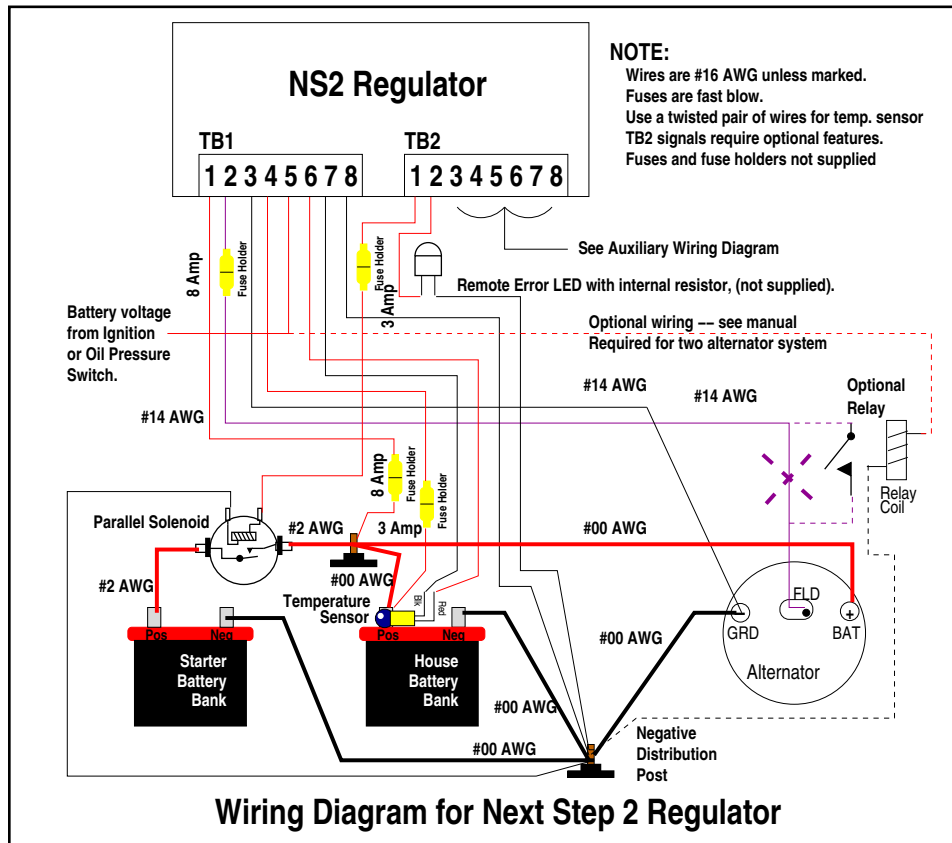 NS2 Regulator
NOTE:
Wires are #16 AWG unless marked.
Fuses are fast blow.
Use a twisted pair of wires for temp. sensor
TB2 signals require optional features.
Fuses and fuse holders not supplied
TB1
TB2
1 2 3 4 5 6 7 8
1 2 3 4 5 6 7 8
8 Amp
Fuse Holder
Fuse Holder
3 Amp
See Auxiliary Wiring Diagram
Remote Error LED with internal resistor, (not supplied).
Battery voltage
from Ignition
or Oil Pressure
Switch.
Optional wiring -- see manual
Required for two alternator system
#14 AWG
#14 AWG
#14 AWG
Optional
Relay
8 Amp
Fuse Holder
Fuse Holder
Relay
Coil
Parallel Solenoid
#2 AWG
3 Amp
#00 AWG
#2 AWG
#00 AWG
Temperature
Sensor
Blk
Red
FLD
GRD
+
BAT
Alternator
#00 AWG
Pos
Neg
Pos
Neg
Starter
Battery
Bank
House
Battery
Bank
#00 AWG
#00 AWG
Negative
Distribution
Post
Wiring Diagram for Next Step 2 Regulator